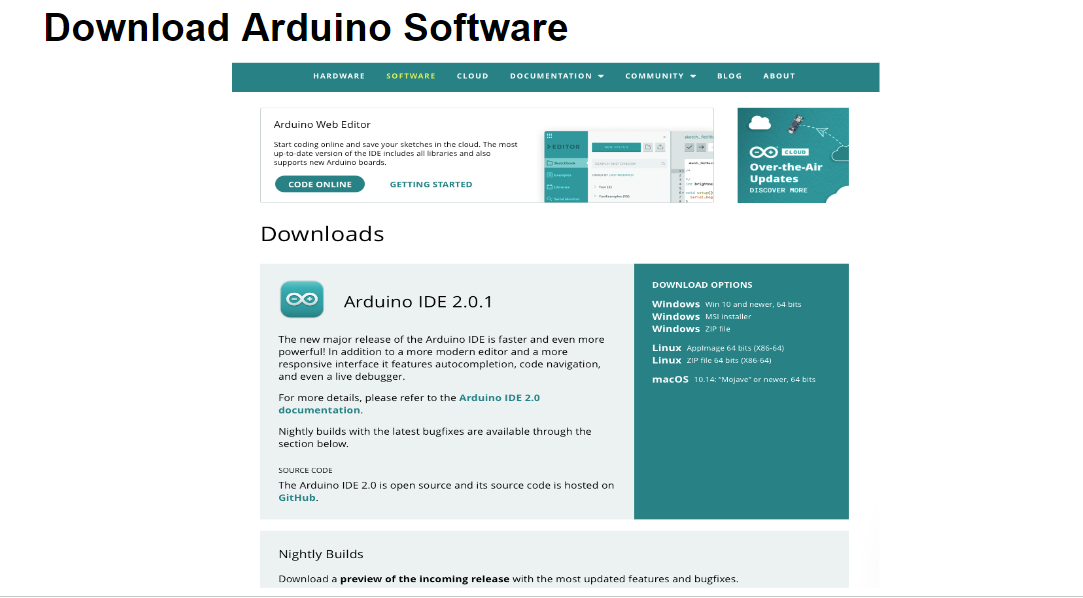 Download Arduino Software
HARDWARE SOFTWARE CLOUD DOCUMENTATION COMMUNITY BLOG ABOUT
Arduino Web Editor
Start coding online and save your sketches in the cloud. The most
up-to-date version of the IDE includes all libraries and also
supports new Arduino boards.
CODE ONLINE GETTING STARTED
EDITOR
CLOUD
Over-the-Air
Updates
DISCOVER MORE
Downloads
Arduino IDE 2.0.1
The new major release of the Arduino IDE is faster and even more
powerful! In addition to a more modern editor and a more
responsive interface it features autocompletion, code navigation,
and even a live debugger.
For more details, please refer to the Arduino IDE 2.0
documentation.
Nightly builds with the latest bugfixes are available through the
section below.
SOURCE CODE
The Arduino IDE 2.0 is open source and its source code is hosted on
GitHub.
DOWNLOAD OPTIONS
Windows Win 10 and newer, 64 bits
Windows MSI installer
Windows ZIP file
Linux AppImage 64 bits (X86-64)
Linux ZIP file 64 bits (X86-64)
macOS 10.14: "Mojave" or newer, 64 bits
Nightly Builds
Download a preview of the incoming release with the most updated features and bugfixes.